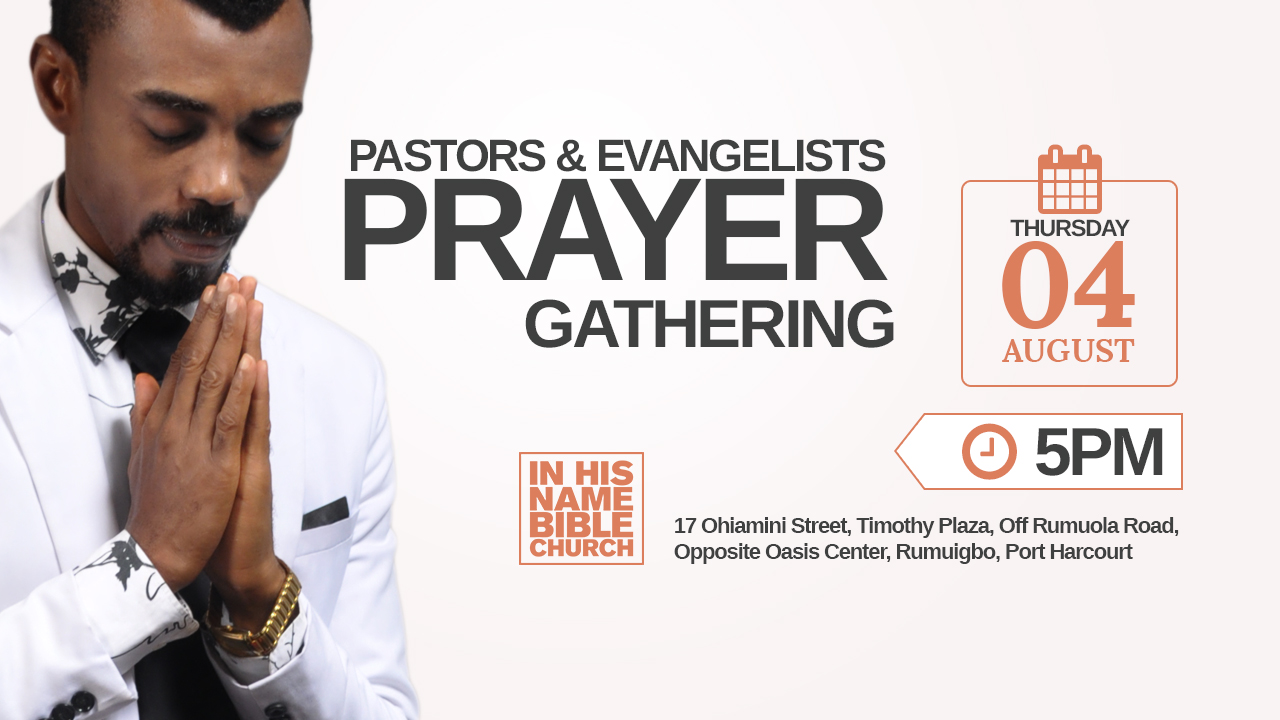 PASTORS & EVANGELISTS
PRAYER
GATHERING
THURSDAY
04
AUGUST
5PM
IN HIS
NAME
BIBLE
CHURCH
17 Ohiamini Street, Timothy Plaza, Off Rumuola Road,
Opposite Oasis Center, Rumuigbo, Port Harcourt